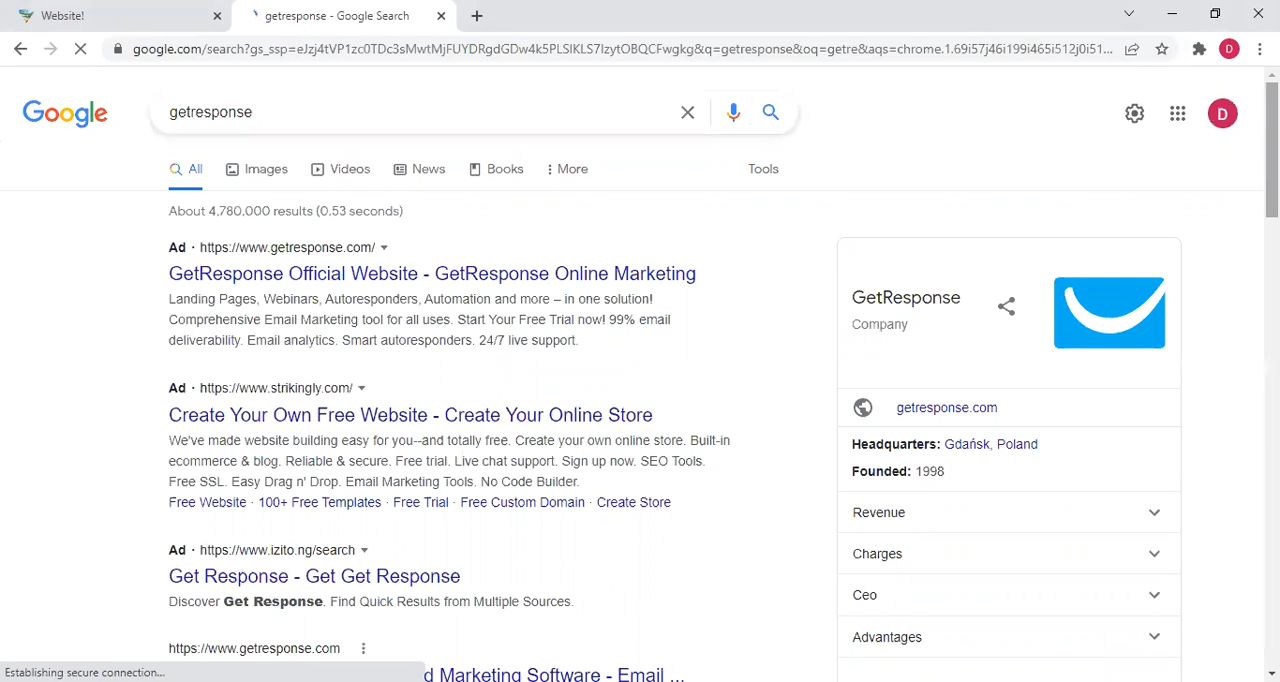 Website!
getresponse - Google Search
google.com/search?gs_ssp=eJzj4tVP1zc0TDc3sMwtMjFUYDRgdGDw4k5PLSlKLS7IzytOBQCFwgkg&q=getresponse&oq=getre&aqs=chrome.1.69i57j46i199i465i512j0i51...
D
Google
getresponse
D
All
Images
Videos
News
Books
More
Tools
About 4,780,000 results (0.53 seconds)
Ad · https://www.getresponse.com/
GetResponse Official Website - GetResponse Online Marketing
Landing Pages, Webinars, Autoresponders, Automation and more – in one solution!
Comprehensive Email Marketing tool for all uses. Start Your Free Trial now! 99% email
deliverability. Email analytics. Smart autoresponders. 24/7 live support.
Ad · https://www.strikingly.com/
Create Your Own Free Website - Create Your Online Store
We've made website building easy for you--and totally free. Create your own online store. Built-in
ecommerce & blog. Reliable & secure. Free trial. Live chat support. Sign up now. SEO Tools.
Free SSL. Easy Drag n' Drop. Email Marketing Tools. No Code Builder.
Free Website · 100+ Free Templates · Free Trial · Free Custom Domain · Create Store
Ad · https://www.izito.ng/search
Get Response - Get Get Response
Discover Get Response. Find Quick Results from Multiple Sources.
https://www.getresponse.com
d Marketing Software - Email ...
Establishing secure connection...
GetResponse
Company
getresponse.com
Headquarters: Gdańsk, Poland
Founded: 1998
Revenue
Charges
Ceo
Advantages